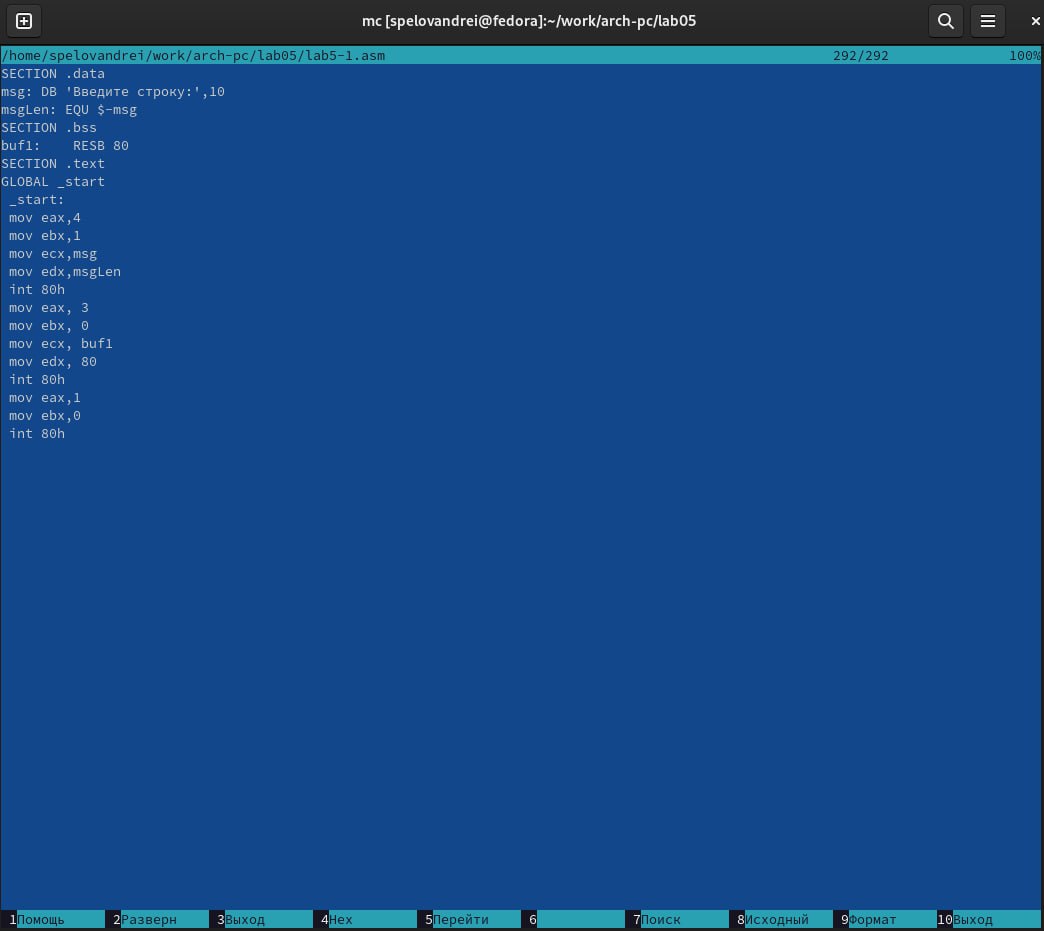 mc [spelovandrei@fedora]:~/work/arch-pc/lab05
/home/spelovandrei/work/arch-pc/lab05/lab5-1.asm 292/292 100%
SECTION .data
msg: DB 'Введите строку:',10
msgLen: EQU $-msg
SECTION .bss
buf1:    RESB 80
SECTION .text
GLOBAL _start
 _start:
 mov eax,4
 mov ebx,1
 mov ecx,msg
 mov edx,msgLen
 int 80h
 mov eax, 3
 mov ebx, 0
 mov ecx, buf1
 mov edx, 80
 int 80h
 mov eax,1
 mov ebx,0
 int 80h
1Помощь 2Разверн 3Выход 4Hex 5Перейти 6 7Поиск 8Исходный 9Формат 10Выход